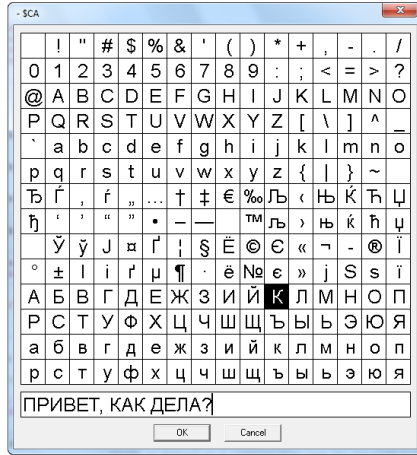 - $CA
! " # $ % & ' ( ) * + , - . /
0 1 2 3 4 5 6 7 8 9 : ; < = > ?
@ A B C D E F G H I J K L M N O
P Q R S T U V W X Y Z [ \ ] ^ _
` a b c d e f g h i j k l m n o
p q r s t u v w x y z { | } ~
Ђ Ѓ ‚ ѓ „ … † ‡ € ‰ Љ ‹ Њ Ќ Ћ Џ
ђ ‘ ’ “ ” • – — ™ љ › њ ќ ћ џ
Ў ў Ј ¤ Ґ ¦ § Ё © Є « ¬ - ® Ї
° ± І і ґ µ ¶ · ё № є » ј Ѕ ѕ ї
А Б В Г Д Е Ж З И Й К Л М Н О П
Р С Т У Ф Х Ц Ч Ш Щ Ъ Ы Ь Э Ю Я
а б в г д е ж з и й к л м н о п
р с т у ф х ц ч ш щ ъ ы ь э ю я
ПРИВЕТ, КАК ДЕЛА?
OK Cancel